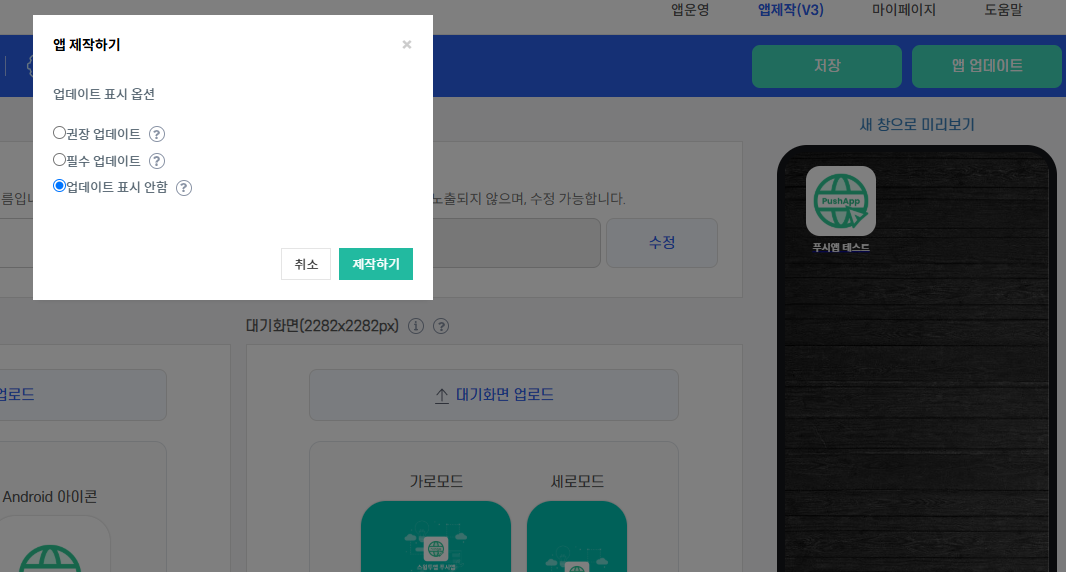 앱운영
앱제작(V3)
마이페이지
도움말
앱 제작하기
×
저장
앱 업데이트
업데이트 표시 옵션
권장 업데이트 ?
필수 업데이트 ?
업데이트 표시 안함 ?
취소
제작하기
새 창으로 미리보기
노출되지 않으며, 수정 가능합니다.
수정
PushApp
푸시앱 테스트
대기화면(2282x2282px) i ?
업로드
대기화면 업로드
Android 아이콘
가로모드
세로모드